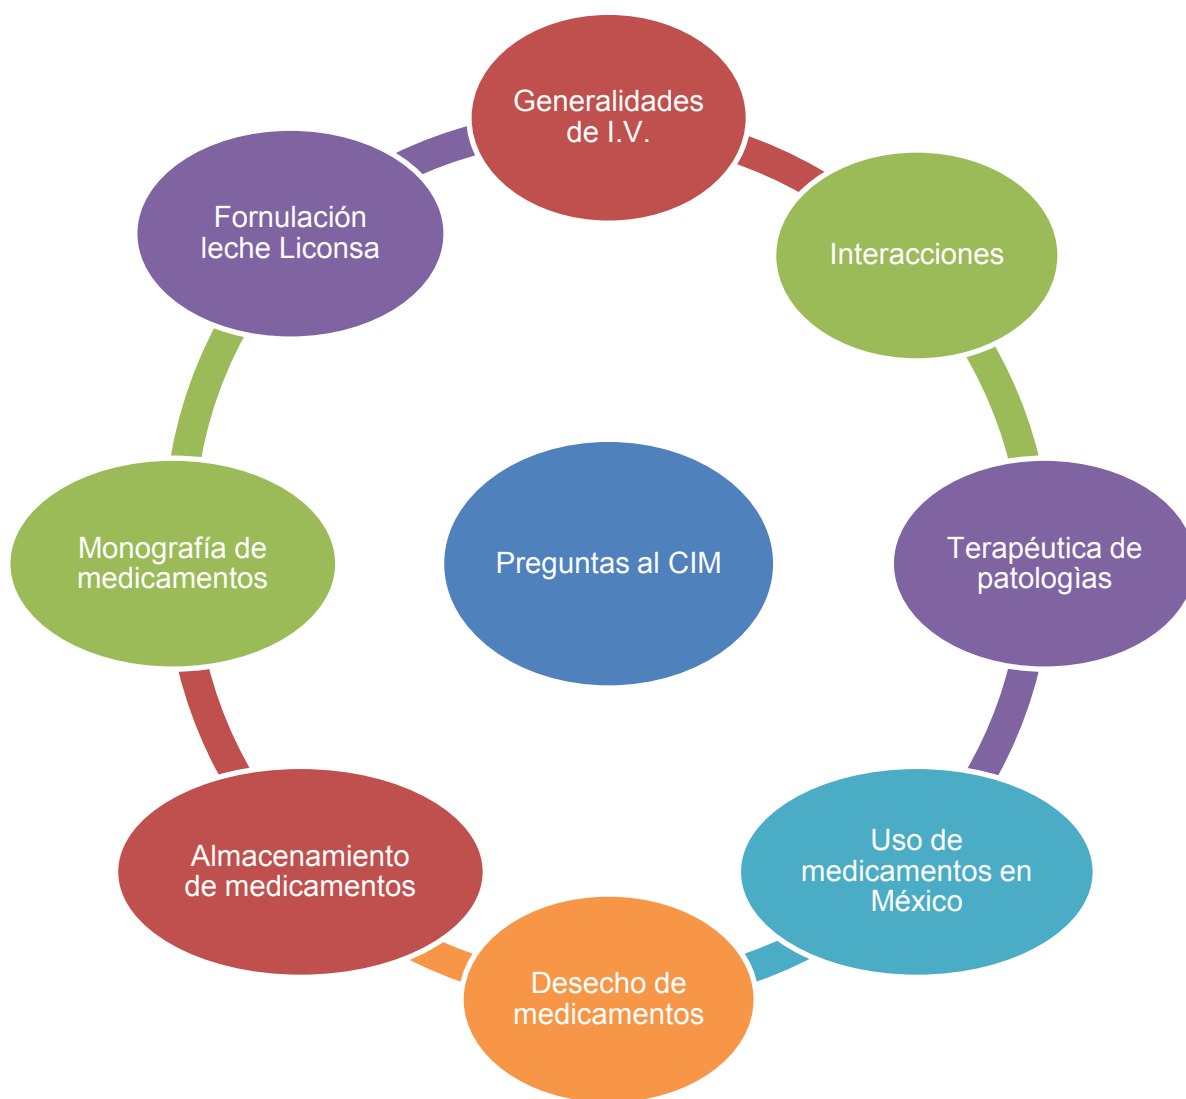 Generalidades
de I.V.
Interacciones
Terapéutica de
patologìas
Uso de
medicamentos en
México
Desecho de
medicamentos
Almacenamiento
de medicamentos
Monografía de
medicamentos
Fornulación
leche Liconsa
Preguntas al CIM